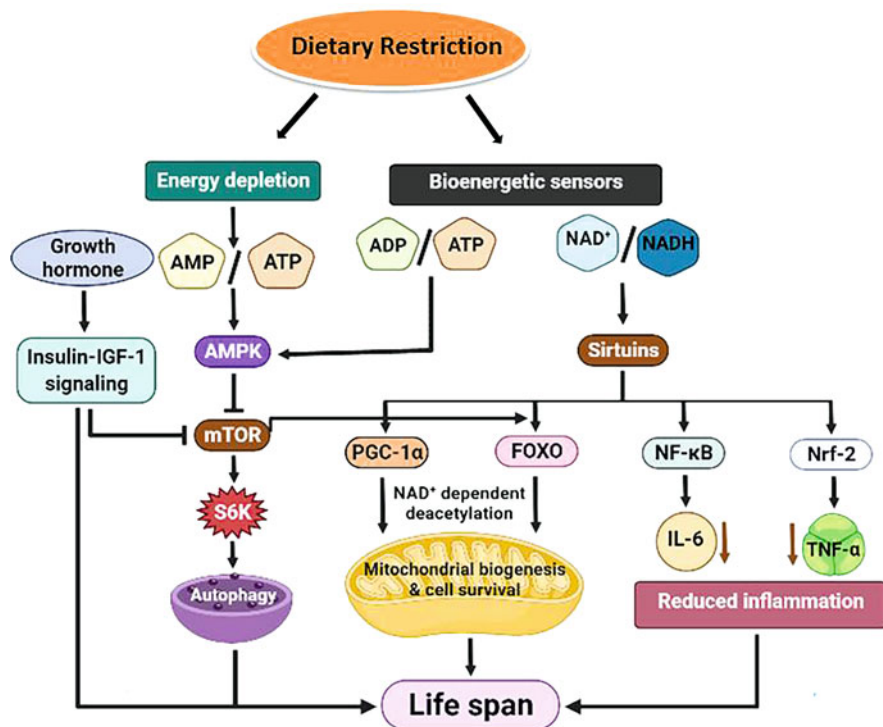 Dietary Restriction
Energy depletion
Bioenergetic sensors
Growth
hormone
AMP
/
ATP
ADP
/
ATP
NAD⁺
/
NADH
Insulin-IGF-1
signaling
AMPK
Sirtuins
mTOR
PGC-1α
FOXO
NF-κB
Nrf-2
NAD⁺ dependent
deacetylation
S6K
IL-6
TNF-α
Autophagy
Mitochondrial biogenesis
& cell survival
Reduced inflammation
Life span